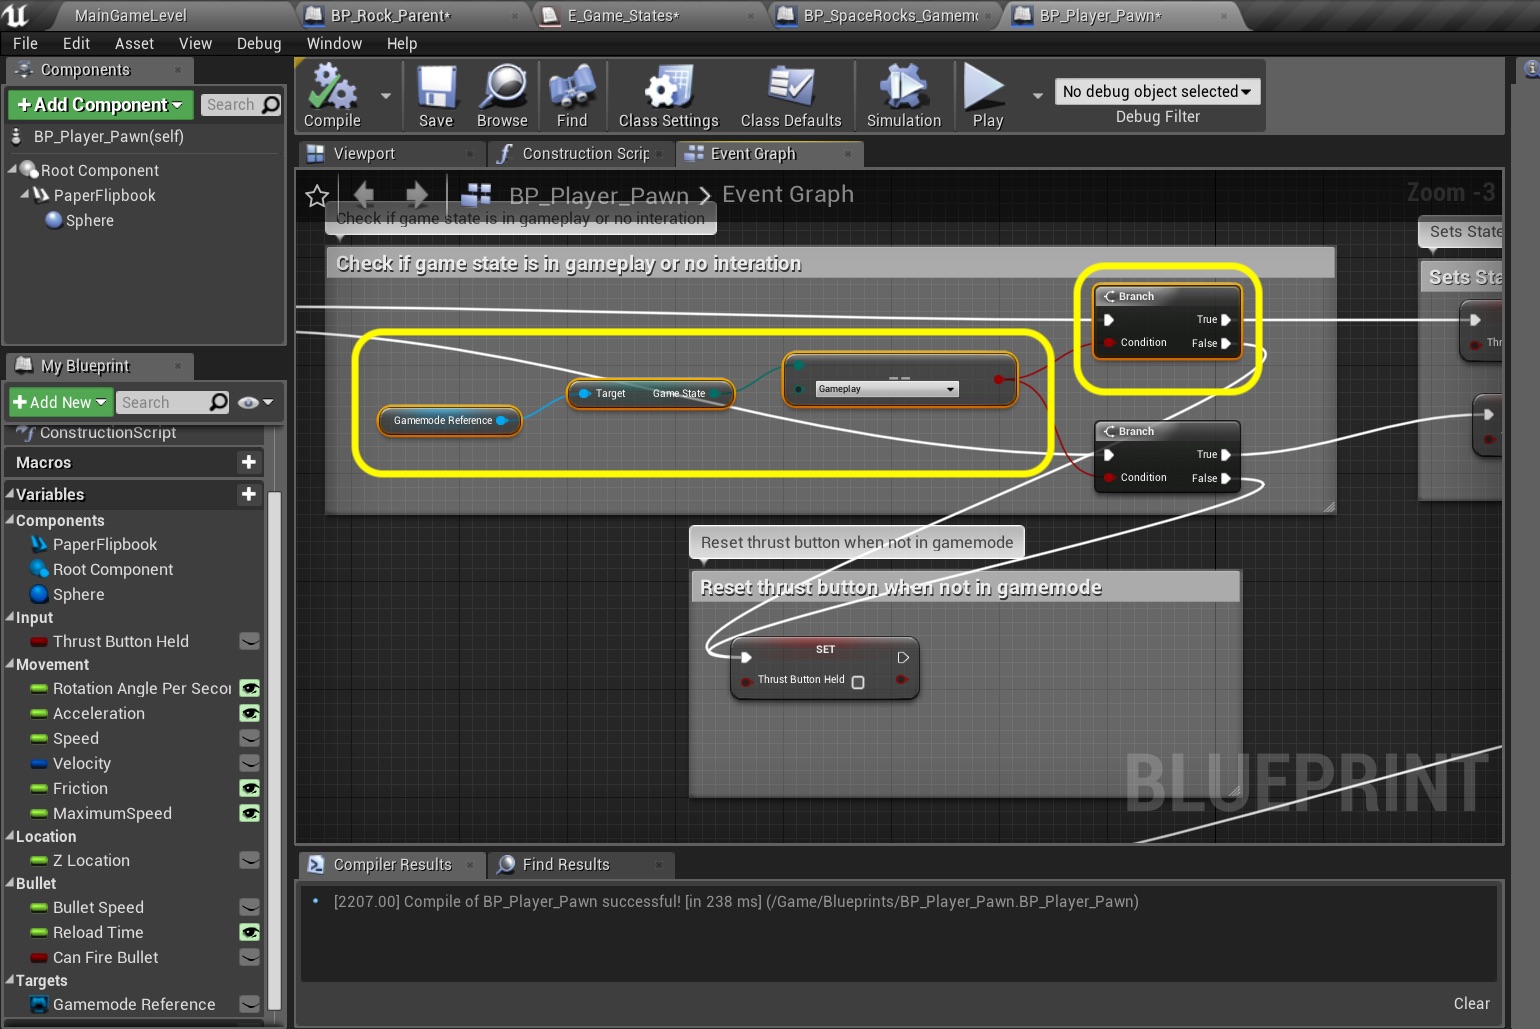 MainGameLevel
BP_Rock_Parent*
E_Game_States*
BP_SpaceRocks_Gamemo
BP_Player_Pawn*
File Edit Asset View Debug Window Help
Components
+Add Component
Search
BP_Player_Pawn(self)
Root Component
PaperFlipbook
Sphere
Compile
Save
Browse
Find
Class Settings
Class Defaults
Simulation
Play
No debug object selected
Debug Filter
Viewport
Construction Scrip
Event Graph
BP_Player_Pawn > Event Graph
Zoom -3
Check if game state is in gameplay or no interation
Check if game state is in gameplay or no interation
Sets State
Sets Sta
Branch
True
Condition False
Target Game State
==
Gameplay
Gamemode Reference
Branch
True
Condition False
Thr
Reset thrust button when not in gamemode
Reset thrust button when not in gamemode
SET
Thrust Button Held
BLUEPRINT
My Blueprint
+Add New
Search
ConstructionScript
Macros
Variables
Components
PaperFlipbook
Root Component
Sphere
Input
Thrust Button Held
Movement
Rotation Angle Per Secon
Acceleration
Speed
Velocity
Friction
MaximumSpeed
Location
Z Location
Bullet
Bullet Speed
Reload Time
Can Fire Bullet
Targets
Gamemode Reference
Compiler Results
Find Results
[2207.00] Compile of BP_Player_Pawn successful! [in 238 ms] (/Game/Blueprints/BP_Player_Pawn.BP_Player_Pawn)
Clear